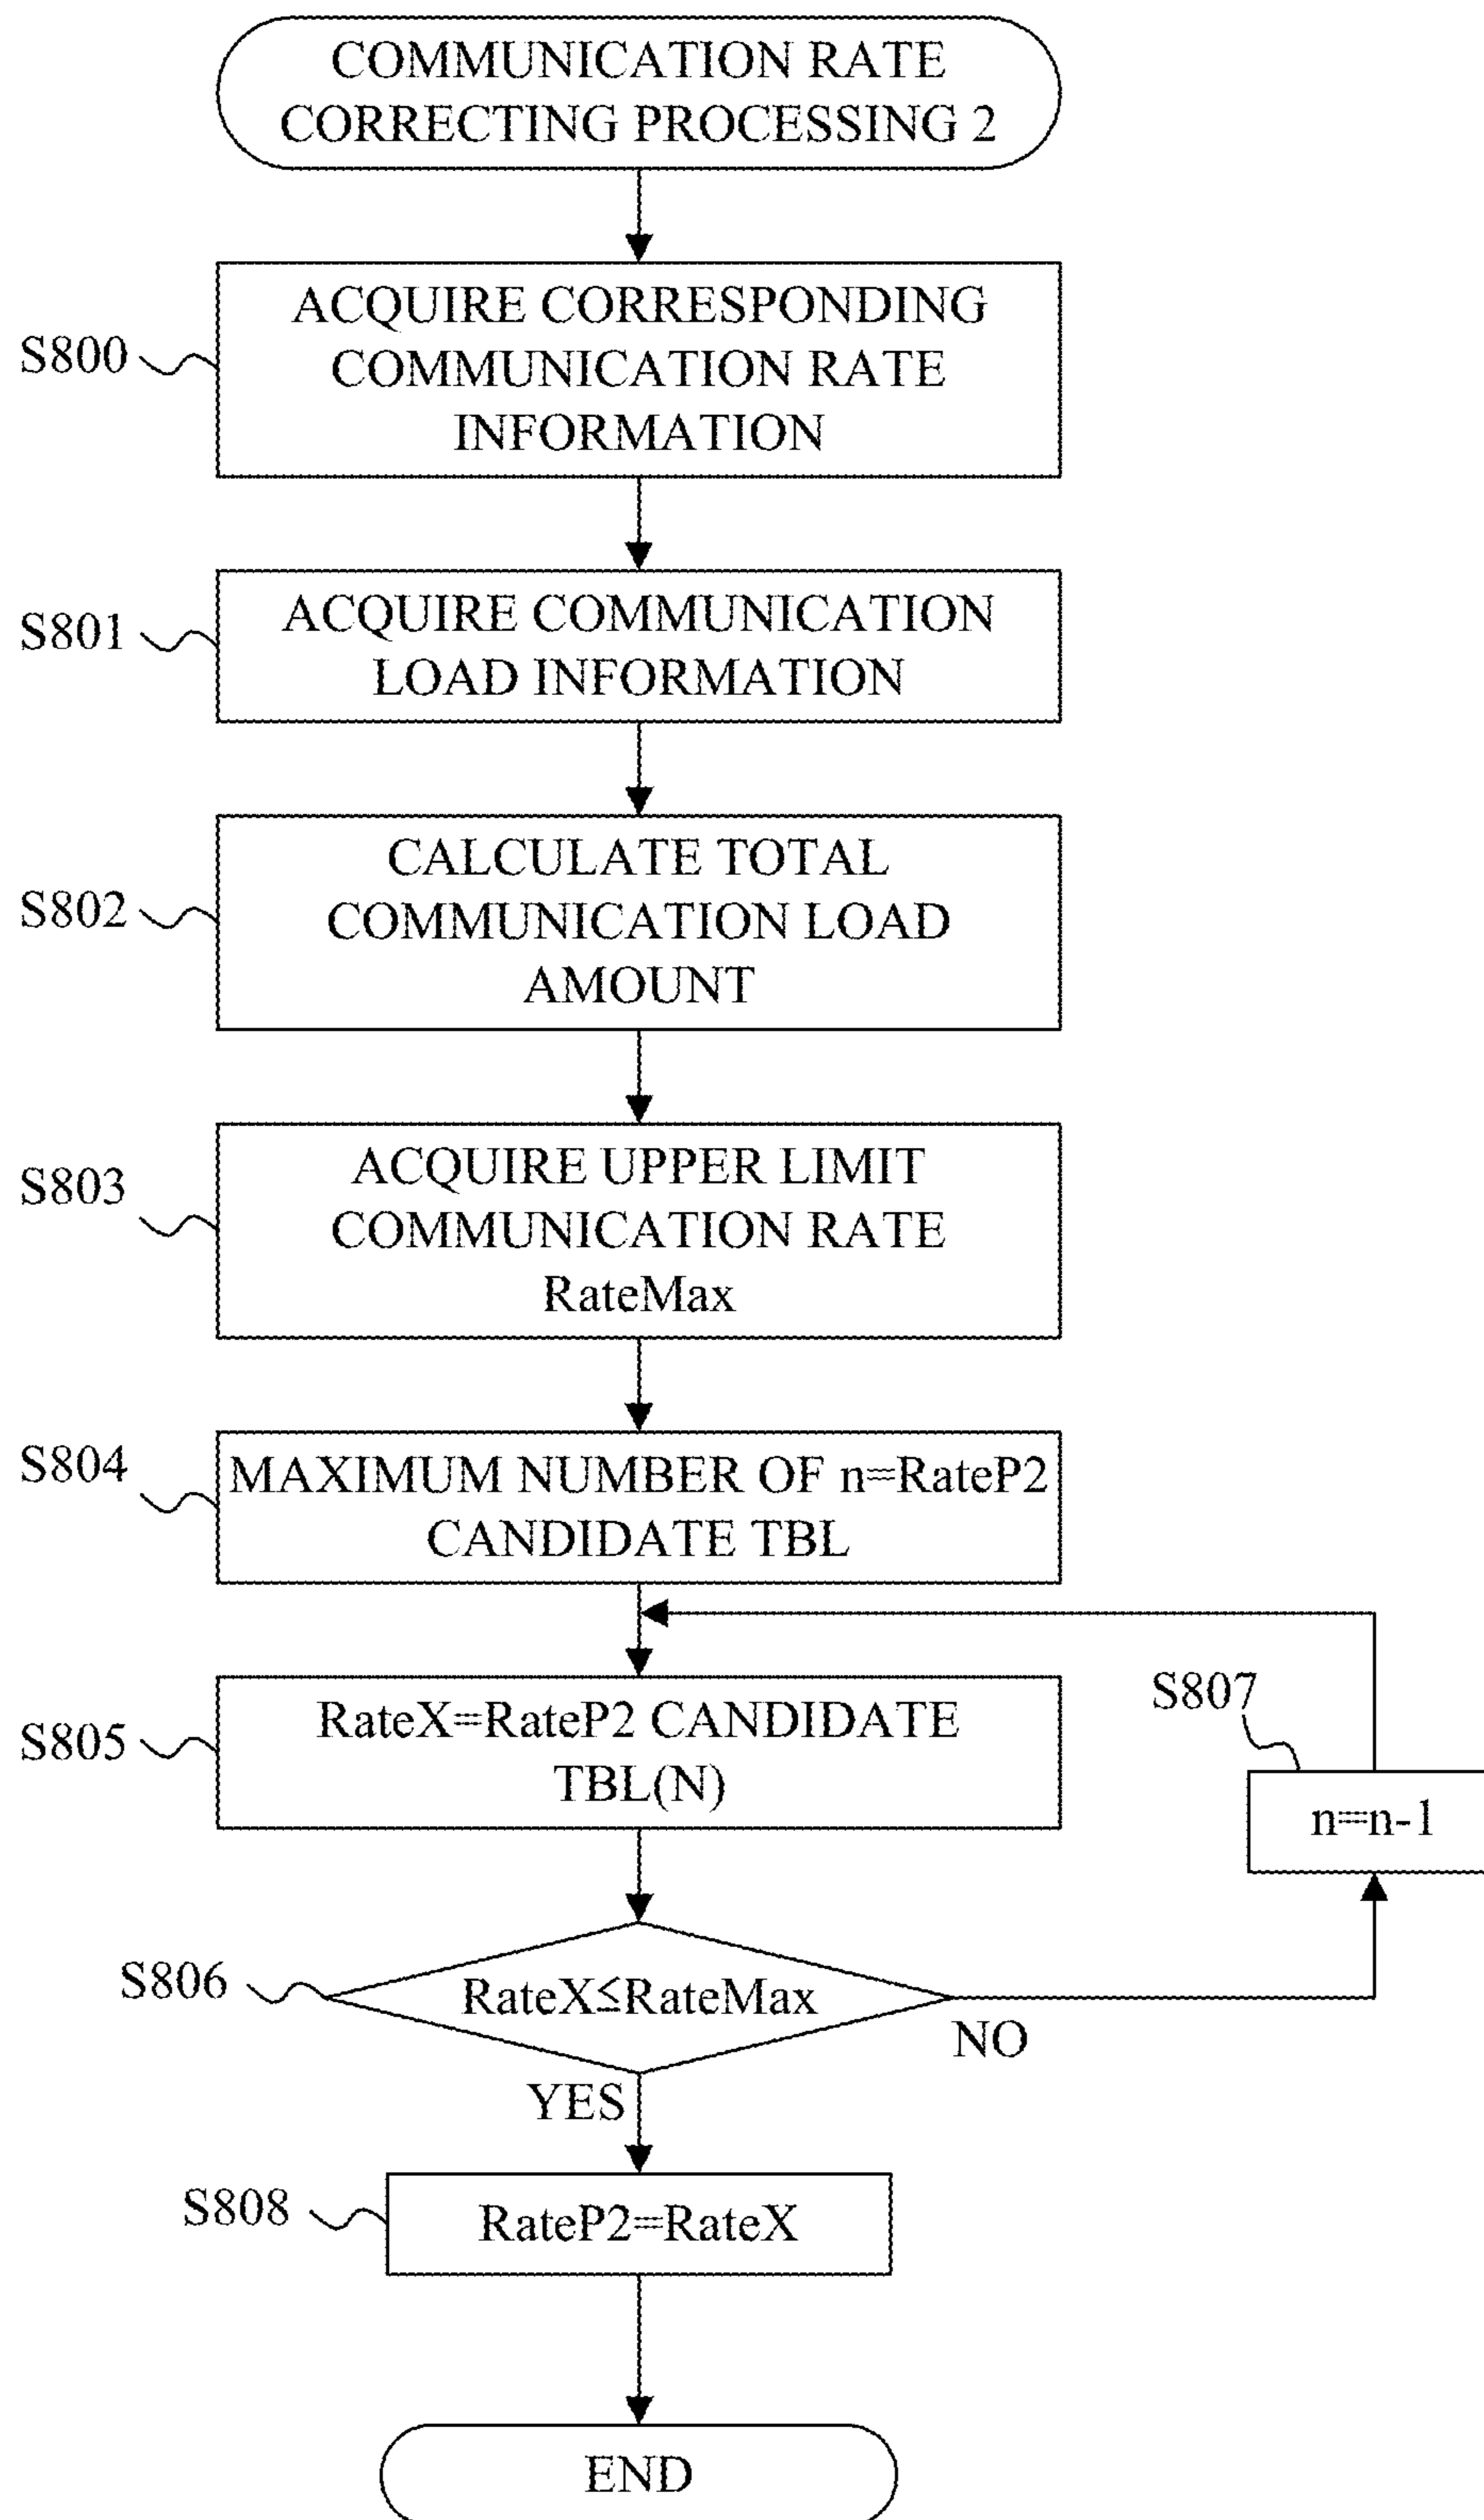 COMMUNICATION RATE
CORRECTING PROCESSING 2
S800
ACQUIRE CORRESPONDING
COMMUNICATION RATE
INFORMATION
S801
ACQUIRE COMMUNICATION
LOAD INFORMATION
S802
CALCULATE TOTAL
COMMUNICATION LOAD
AMOUNT
S803
ACQUIRE UPPER LIMIT
COMMUNICATION RATE
RateMax
S804
MAXIMUM NUMBER OF n=RateP2
CANDIDATE TBL
S805
RateX=RateP2 CANDIDATE
TBL(N)
S807
n=n-1
S806
RateX≦RateMax
NO
YES
S808
RateP2=RateX
END